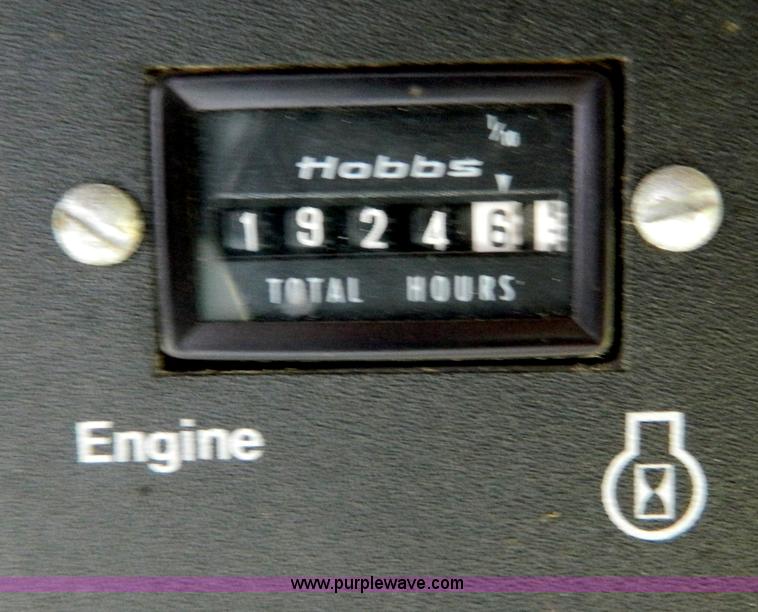 1/10
Hobbs
19246
TOTAL HOURS
Engine
www.purplewave.com